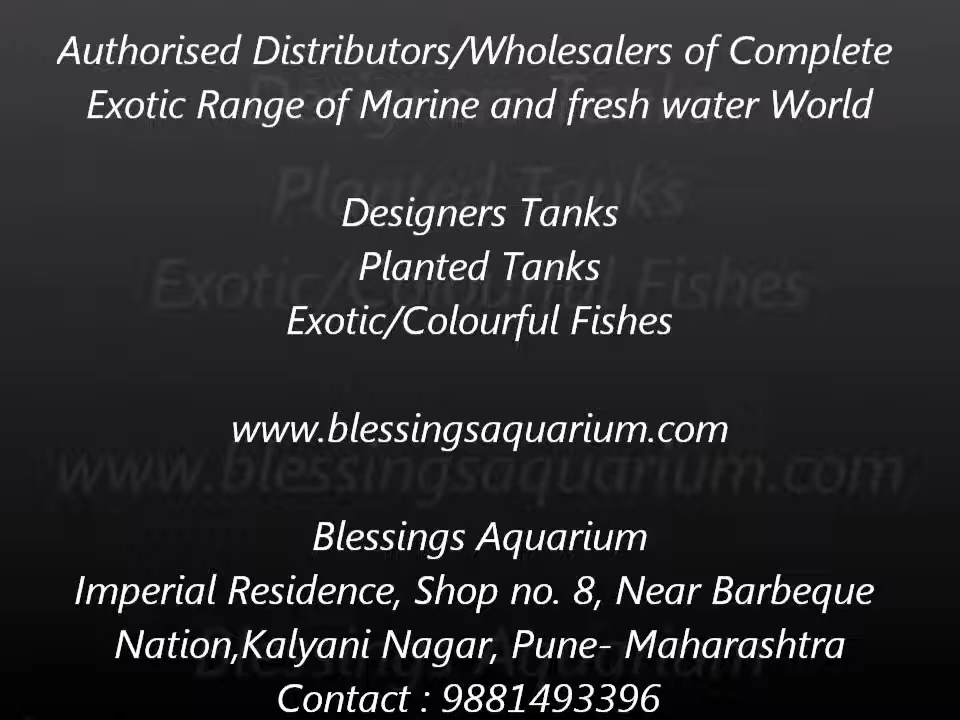 Authorised Distributors/Wholesalers of Complete
Exotic Range of Marine and fresh water World
Designers Tanks
Planted Tanks
Exotic/Colourful Fishes
www.blessingsaquarium.com
Blessings Aquarium
Imperial Residence, Shop no. 8, Near Barbeque
Nation,Kalyani Nagar, Pune- Maharashtra
Contact : 9881493396